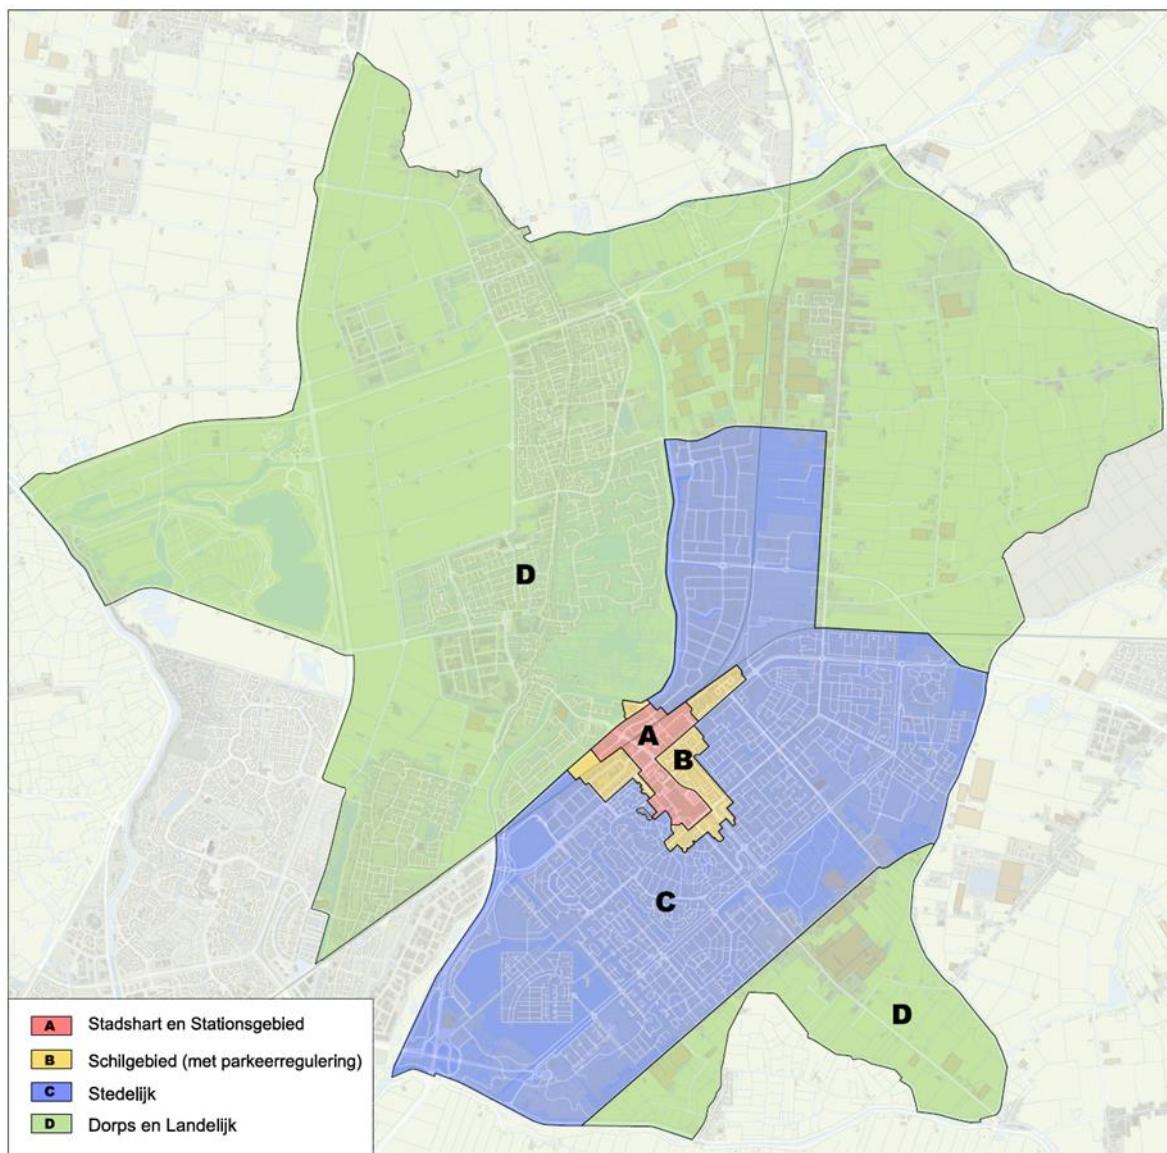 D
A
B
C
D
A Stadshart en Stationsgebied
B Schilgebied (met parkeerregulering)
C Stedelijk
D Dorps en Landelijk